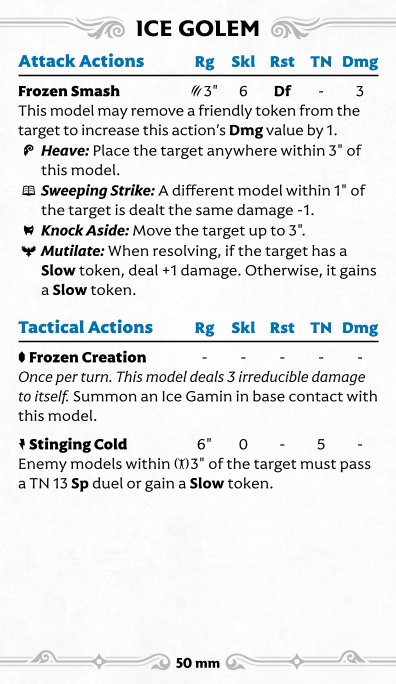 ICE GOLEM
Attack Actions Rg Skl Rst TN Dmg
Frozen Smash 3" 6 Df - 3
This model may remove a friendly token from the
target to increase this action's Dmg value by 1.
Heave: Place the target anywhere within 3" of
this model.
Sweeping Strike: A different model within 1" of
the target is dealt the same damage -1.
Knock Aside: Move the target up to 3".
Mutilate: When resolving, if the target has a
Slow token, deal +1 damage. Otherwise, it gains
a Slow token.
Tactical Actions Rg Skl Rst TN Dmg
Frozen Creation - - - - -
Once per turn. This model deals 3 irreducible damage
to itself. Summon an Ice Gamin in base contact with
this model.
Stinging Cold 6" 0 - 5 -
Enemy models within 3" of the target must pass
a TN 13 Sp duel or gain a Slow token.
50 mm